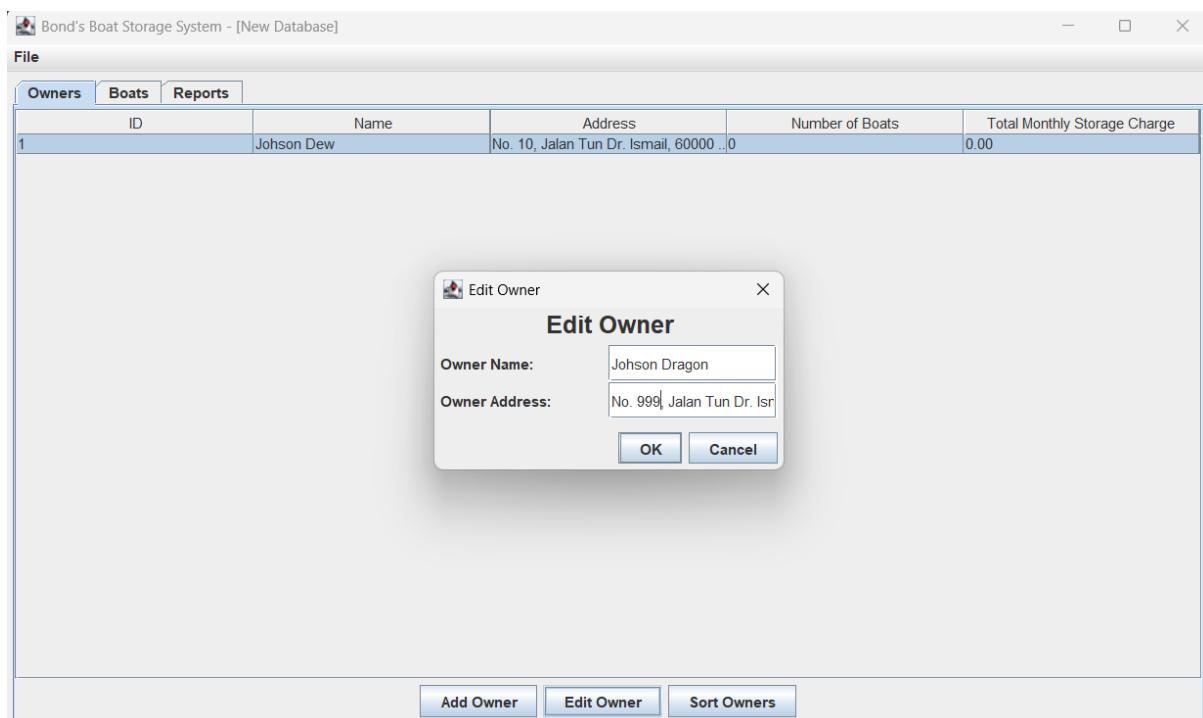 Bond's Boat Storage System - [New Database]
File
Owners Boats Reports
ID Name Address Number of Boats Total Monthly Storage Charge
1 Johson Dew No. 10, Jalan Tun Dr. Ismail, 60000 .. 0 0.00
Edit Owner
Edit Owner
Owner Name: Johson Dragon
Owner Address: No. 999, Jalan Tun Dr. Isr
OK Cancel
Add Owner Edit Owner Sort Owners